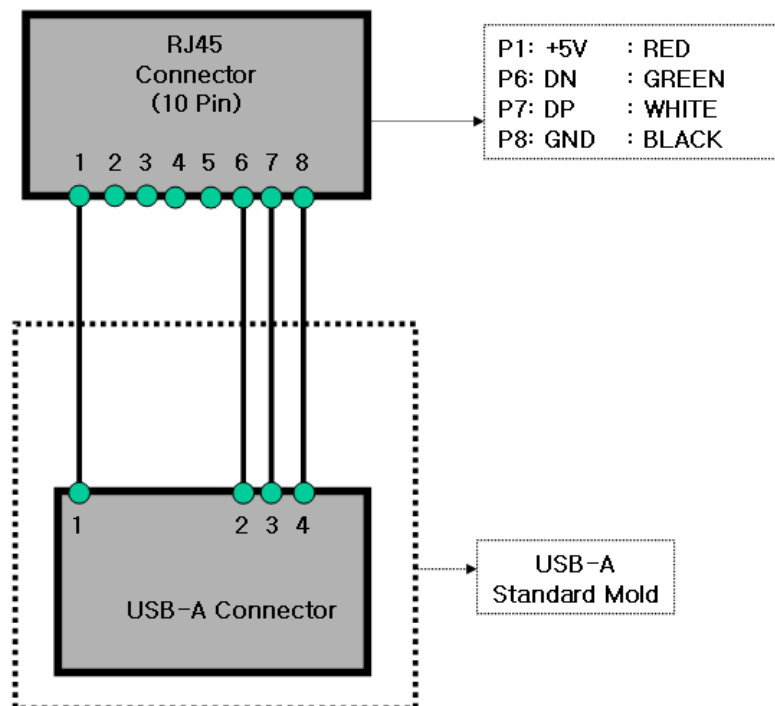 RJ45
Connector
(10 Pin)
1 2 3 4 5 6 7 8
P1: +5V : RED
P6: DN : GREEN
P7: DP : WHITE
P8: GND : BLACK
1 2 3 4
USB-A Connector
USB-A
Standard Mold